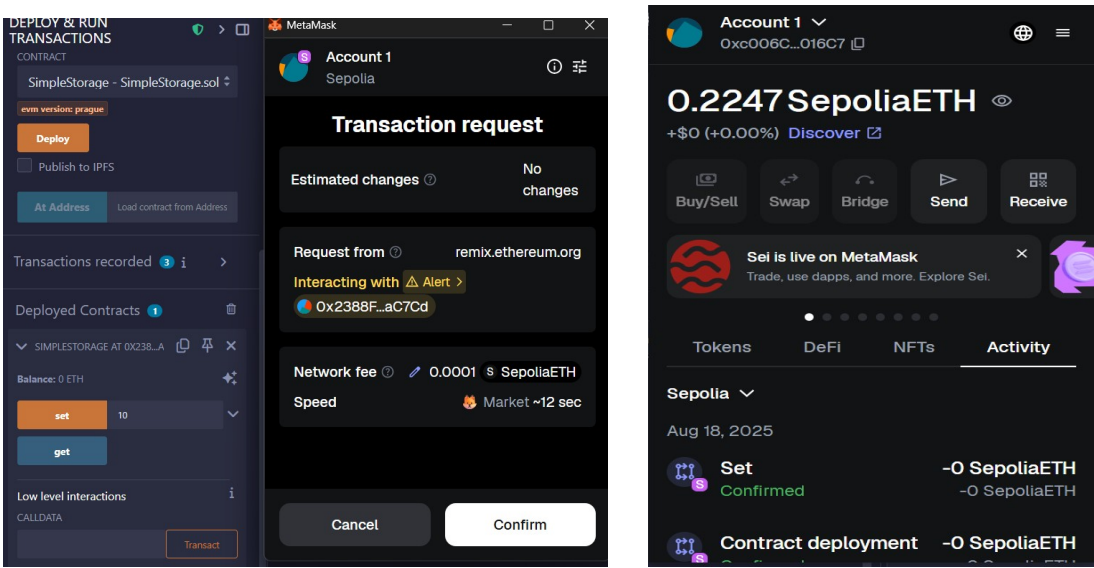 DEPLOY & RUN
TRANSACTIONS
CONTRACT
SimpleStorage - SimpleStorage.sol
evm version: prague
Deploy
Publish to IPFS
At Address
Load contract from Address
Transactions recorded 3 i
Deployed Contracts 1
SIMPLESTORAGE AT 0X238...A
Balance: 0 ETH
set 10
get
Low level interactions i
CALLDATA
Transact
MetaMask
S
Account 1
Sepolia
Transaction request
Estimated changes
No
changes
Request from remix.ethereum.org
Interacting with Alert >
0x2388F...aC7Cd
Network fee 0.0001 S SepoliaETH
Speed Market ~12 sec
Cancel Confirm
Account 1
0xc006C...016C7
0.2247 SepoliaETH
+$0 (+0.00%) Discover
Buy/Sell Swap Bridge Send Receive
Sei is live on MetaMask
Trade, use dapps, and more. Explore Sei.
Tokens DeFi NFTs Activity
Sepolia
Aug 18, 2025
Set -0 SepoliaETH
S
Confirmed -0 SepoliaETH
Contract deployment -0 SepoliaETH
S